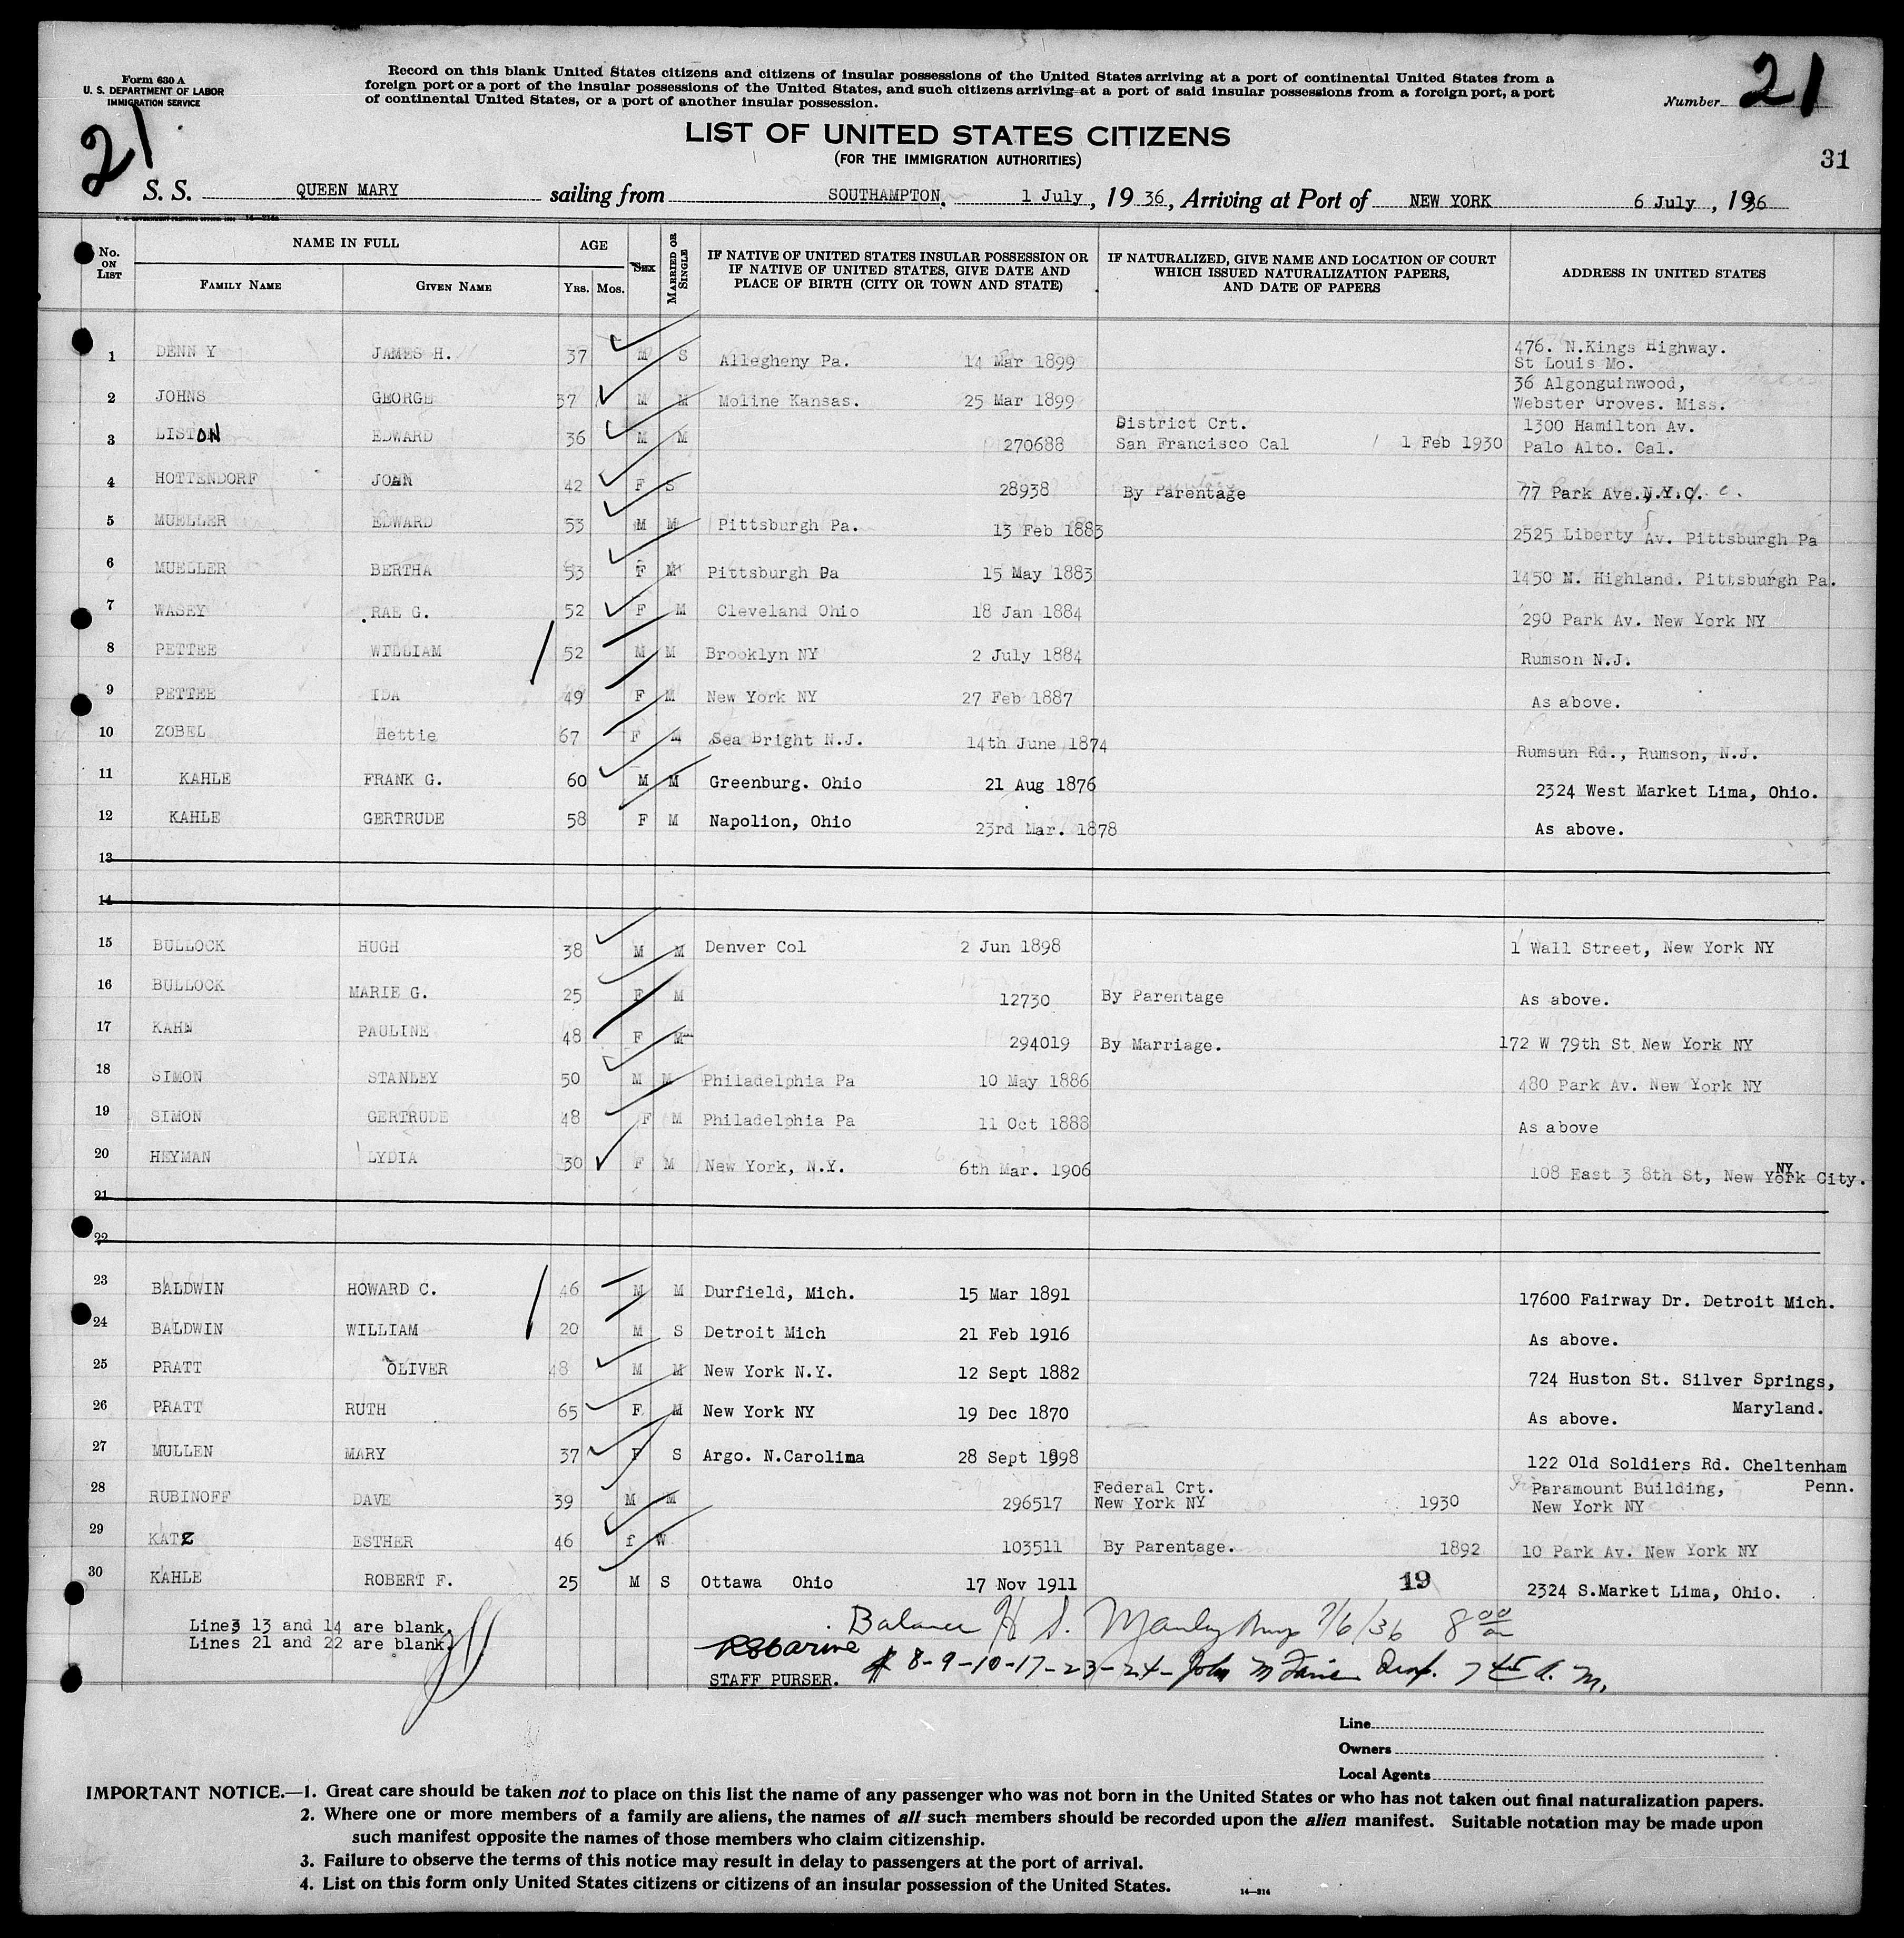 Form 630 A
U. S. DEPARTMENT OF LABOR
IMMIGRATION SERVICE
Record on this blank United States citizens and citizens of insular possessions of the United States arriving at a port of continental United States from a
foreign port or a port of the insular possessions of the United States, and such citizens arriving at a port of said insular possessions from a foreign port, a port
of continental United States, or a port of another insular possession.
Number 21
21
LIST OF UNITED STATES CITIZENS
(FOR THE IMMIGRATION AUTHORITIES)
31
S. S. QUEEN MARY sailing from SOUTHAMPTON, 1 July, 19 36, Arriving at Port of NEW YORK 6 July, 1936
No. ON LIST NAME IN FULL AGE SEX MARRIED OR SINGLE IF NATIVE OF UNITED STATES INSULAR POSSESSION OR IF NATIVE OF UNITED STATES, GIVE DATE AND PLACE OF BIRTH (CITY OR TOWN AND STATE) IF NATURALIZED, GIVE NAME AND LOCATION OF COURT WHICH ISSUED NATURALIZATION PAPERS, AND DATE OF PAPERS ADDRESS IN UNITED STATES
FAMILY NAME GIVEN NAME YRS. MOS.
1 DENNY JAMES H. 37 M S Allegheny Pa. 14 Mar 1899 476. N.Kings Highway. St Louis Mo.
2 JOHNS GEORGE 37 M M Moline Kansas. 25 Mar 1899 36 Algonguinwood, Webster Groves. Miss.
3 LISTON EDWARD 36 M M 270688 District Crt. San Francisco Cal 1 Feb 1930 1300 Hamilton Av. Palo Alto. Cal.
4 HOTTENDORF JOAN 42 F S 28938 By Parentage 77 Park Ave. N.Y.C.
5 MUELLER EDWARD 53 M M Pittsburgh Pa. 13 Feb 1883 2525 Liberty Av. Pittsburgh Pa
6 MUELLER BERTHA 53 F M Pittsburgh Pa 15 May 1883 1450 N. Highland. Pittsburgh Pa.
7 WASEY RAE G. 52 F M Cleveland Ohio 18 Jan 1884 290 Park Av. New York NY
8 PETTEE WILLIAM 52 M M Brooklyn NY 2 July 1884 Rumson N.J.
9 PETTEE IDA 49 F M New York NY 27 Feb 1887 As above.
10 ZOBEL Hettie 67 F M Sea Bright N.J. 14th June 1874 Rumsun Rd., Rumson, N.J.
11 KAHLE FRANK G. 60 M M Greenburg. Ohio 21 Aug 1876 2324 West Market Lima, Ohio.
12 KAHLE GERTRUDE 58 F M Napolion, Ohio 23rd Mar. 1878 As above.
13
14
15 BULLOCK HUGH 38 M M Denver Col 2 Jun 1898 1 Wall Street, New York NY
16 BULLOCK MARIE G. 25 F M 12730 By Parentage As above.
17 KAHN PAULINE 48 F M 294019 By Marriage. 172 W 79th St New York NY
18 SIMON STANLEY 50 M M Philadelphia Pa 10 May 1886 480 Park Av. New York NY
19 SIMON GERTRUDE 48 F M Philadelphia Pa 11 Oct 1888 As above
20 HEYMAN LYDIA 30 F M New York, N.Y. 6th Mar. 1906 108 East 3 8th St, New York City. NY
21
22
23 BALDWIN HOWARD C. 46 M M Durfield, Mich. 15 Mar 1891 17600 Fairway Dr. Detroit Mich.
24 BALDWIN WILLIAM 20 M S Detroit Mich 21 Feb 1916 As above.
25 PRATT OLIVER 48 M M New York N.Y. 12 Sept 1882 724 Huston St. Silver Springs, Maryland.
26 PRATT RUTH 65 F M New York NY 19 Dec 1870 As above.
27 MULLEN MARY 37 F S Argo. N.Carolina 28 Sept 1898 122 Old Soldiers Rd. Cheltenham Penn.
28 RUBINOFF DAVE 39 M M 296517 Federal Crt. New York NY 1930 Paramount Building, New York NY
29 KATZ ESTHER 46 f W 103511 By Parentage. 1892 10 Park Av. New York NY
30 KAHLE ROBERT F. 25 M S Ottawa Ohio 17 Nov 1911 2324 S.Market Lima, Ohio.
19
Lines 13 and 14 are blank.
Lines 21 and 22 are blank.
Balance H S. Manley Insp 7/6/36 8 00 am
STAFF PURSER.
# 8-9-10-17-23-24- John M Insp. 7 45 A. M.
Line
Owners
Local Agents
IMPORTANT NOTICE.—1. Great care should be taken not to place on this list the name of any passenger who was not born in the United States or who has not taken out final naturalization papers.
2. Where one or more members of a family are aliens, the names of all such members should be recorded upon the alien manifest. Suitable notation may be made upon
such manifest opposite the names of those members who claim citizenship.
3. Failure to observe the terms of this notice may result in delay to passengers at the port of arrival.
4. List on this form only United States citizens or citizens of an insular possession of the United States.
14—214